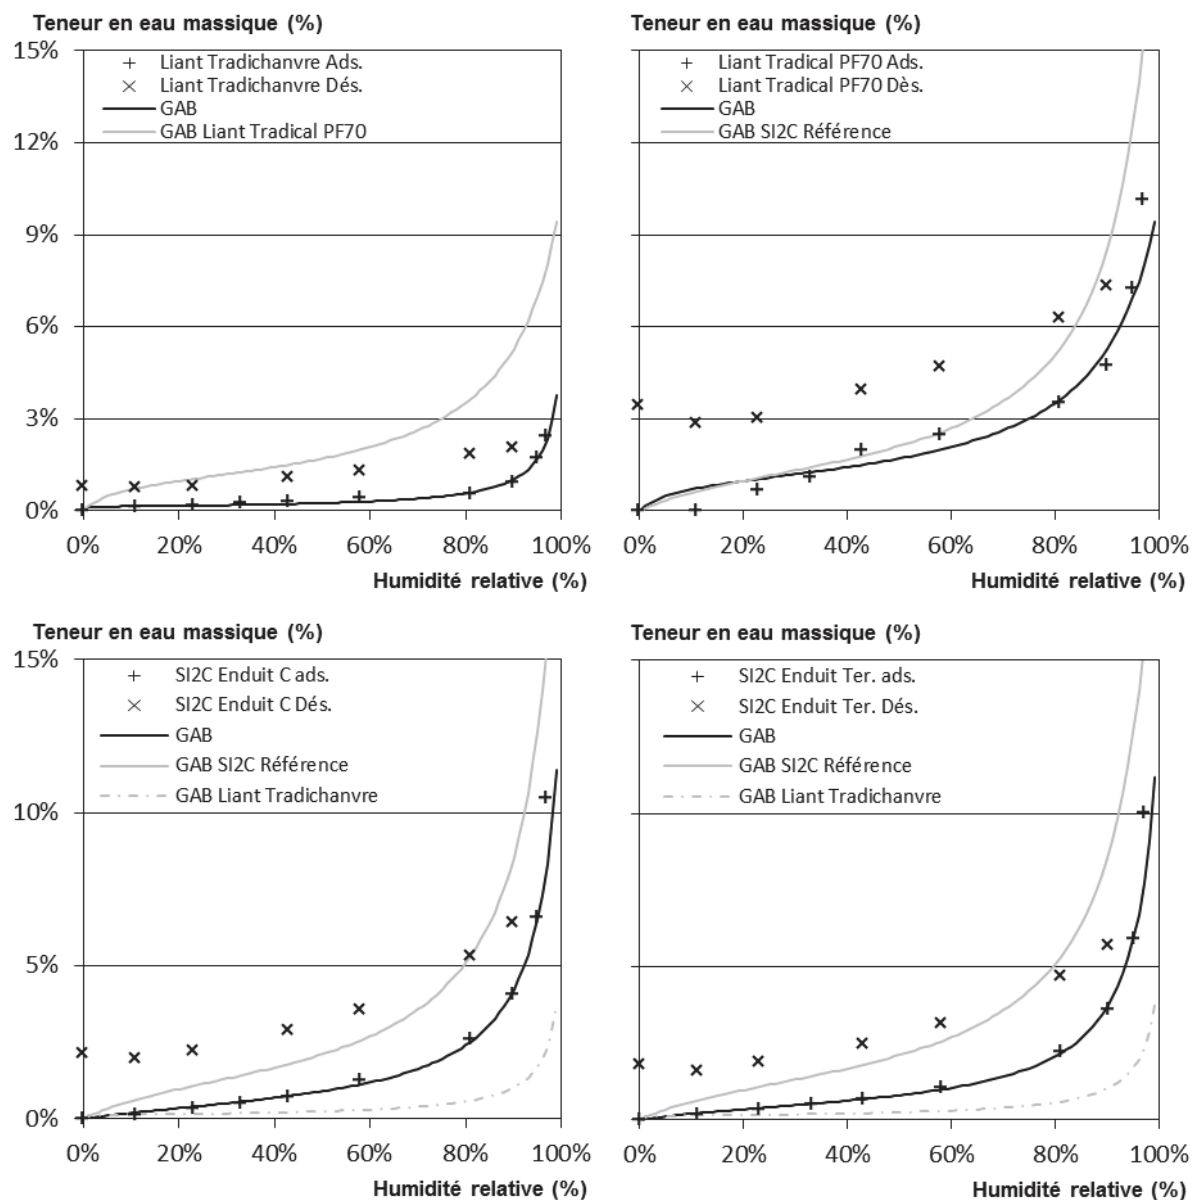 Teneur en eau massique (%)
15%
12%
9%
6%
3%
0%
Liant Tradichanvre Ads.
Liant Tradichanvre Dés.
GAB
GAB Liant Tradical PF70
0% 20% 40% 60% 80% 100%
Humidité relative (%)
Teneur en eau massique (%)
Liant Tradical PF70 Ads.
Liant Tradical PF70 Dès.
GAB
GAB SI2C Référence
0% 20% 40% 60% 80% 100%
Humidité relative (%)
Teneur en eau massique (%)
15%
10%
5%
0%
SI2C Enduit C ads.
SI2C Enduit C Dés.
GAB
GAB SI2C Référence
GAB Liant Tradichanvre
0% 20% 40% 60% 80% 100%
Humidité relative (%)
Teneur en eau massique (%)
SI2C Enduit Ter. ads.
SI2C Enduit Ter. Dés.
GAB
GAB SI2C Référence
GAB Liant Tradichanvre
0% 20% 40% 60% 80% 100%
Humidité relative (%)